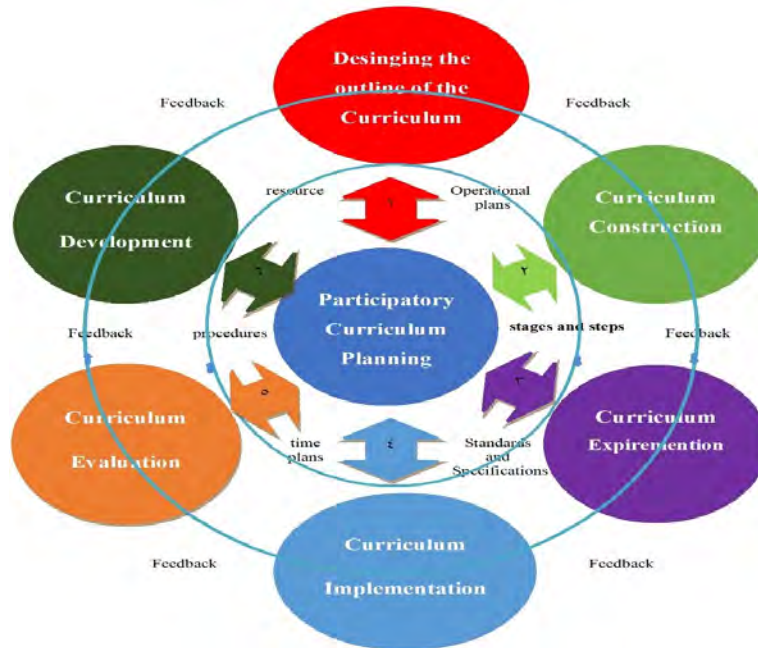 Desinging the
outline of the
Curriculum
Feedback
Feedback
Curriculum
Development
Curriculum
Construction
resource
Operational
plans
١
٢
٦
Participatory
Curriculum
Planning
Feedback
procedures
stages and steps
Feedback
٣
٥
٤
Curriculum
Evaluation
time
plans
Standards
and
Specifications
Curriculum
Expiremention
Curriculum
Implementation
Feedback
Feedback